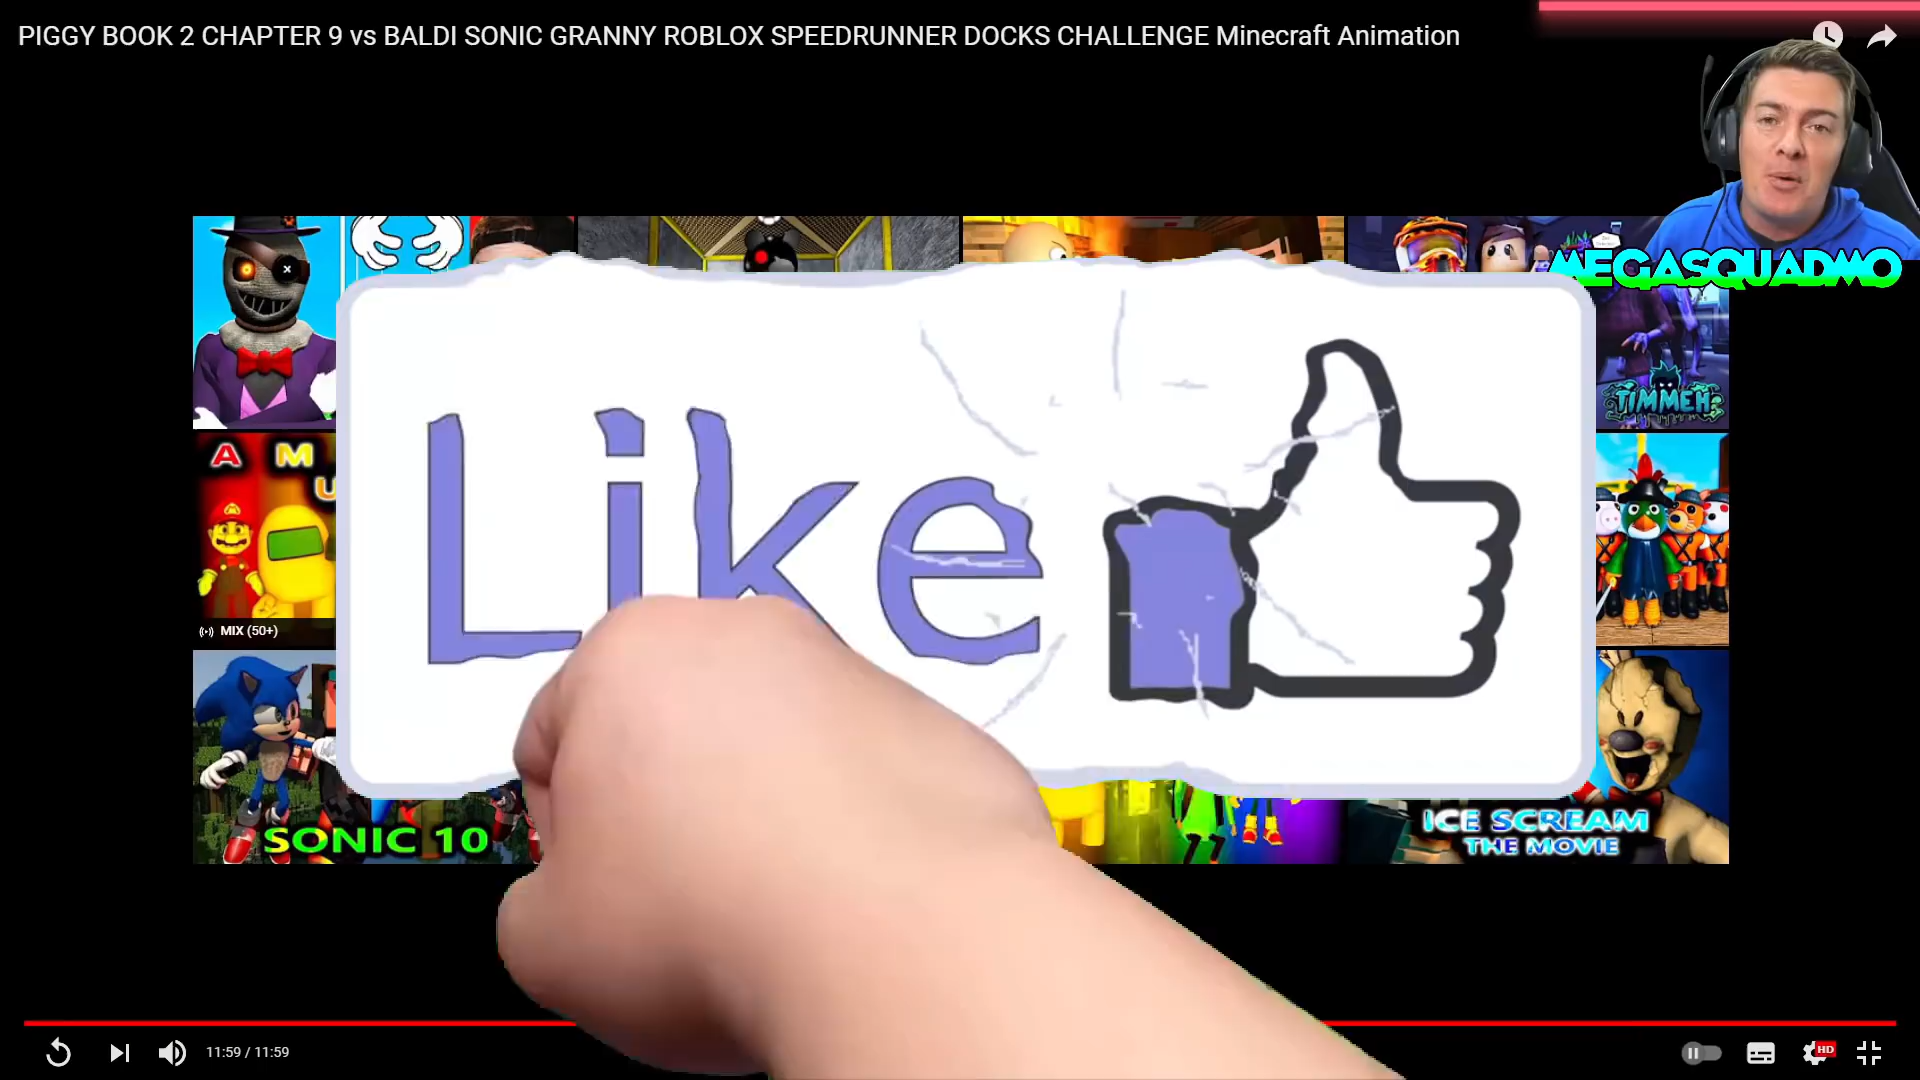 PIGGY BOOK 2 CHAPTER 9 vs BALDI SONIC GRANNY ROBLOX SPEEDRUNNER DOCKS CHALLENGE Minecraft Animation
MEGASQUADMO
TIMMEH
Like
A M
U
MIX (50+)
SONIC 10
ICE SCREAM
THE MOVIE
11:59 / 11:59
HD